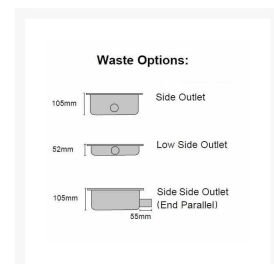 Waste Options:
105mm
Side Outlet
52mm
Low Side Outlet
105mm
Side Side Outlet
(End Parallel)
55mm